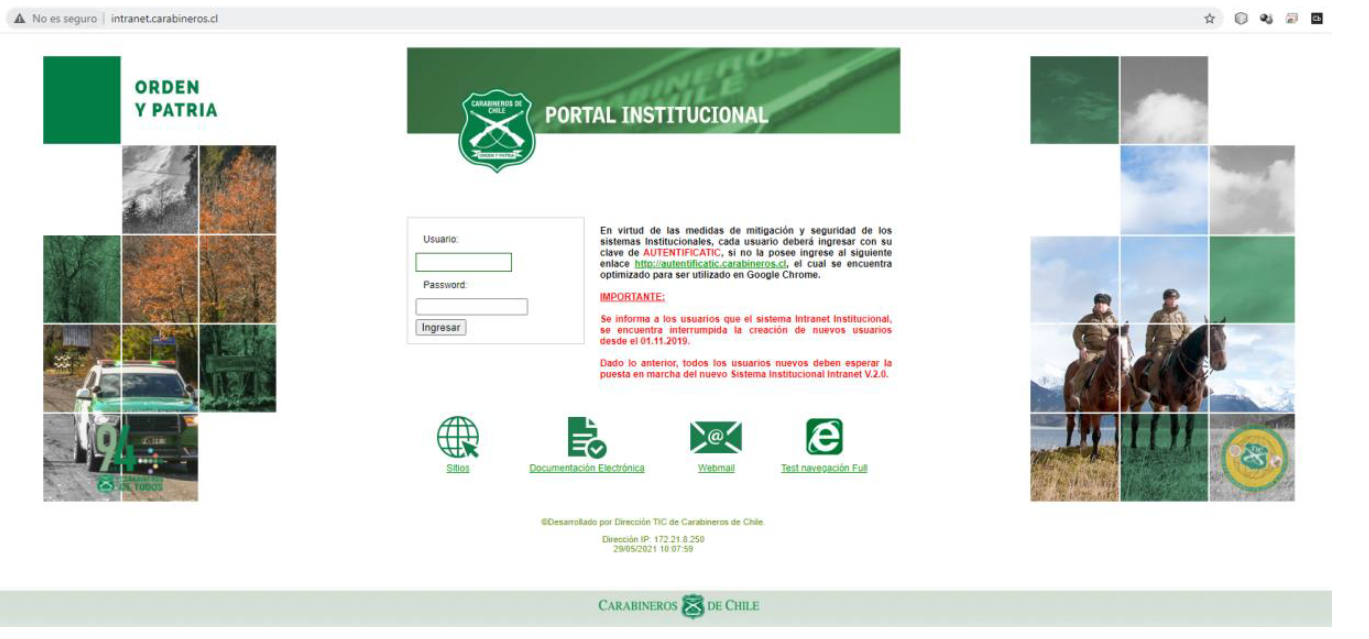 No es seguro | intranet.carabineros.cl
ORDEN
Y PATRIA
CARABINEROS DE
CHILE
ORDEN Y PATRIA
PORTAL INSTITUCIONAL
Usuario:
Password:
Ingresar
En virtud de las medidas de mitigación y seguridad de los
sistemas Institucionales, cada usuario deberá ingresar con su
clave de AUTENTIFICATIC, si no la posee ingrese al siguiente
enlace http://autentificatic.carabineros.cl, el cual se encuentra
optimizado para ser utilizado en Google Chrome.
IMPORTANTE:
Se informa a los usuarios que el sistema Intranet Institucional,
se encuentra interrumpida la creación de nuevos usuarios
desde el 01.11.2019.
Dado lo anterior, todos los usuarios nuevos deben esperar la
puesta en marcha del nuevo Sistema Institucional Intranet V.2.0.
Sitios
Documentación Electrónica
Webmail
Test navegación Full
94
CARABINEROS
DE TODOS
©Desarrollado por Dirección TIC de Carabineros de Chile.
Dirección IP: 172.21.8.250
29/05/2021 10:07:59
CARABINEROS DE CHILE